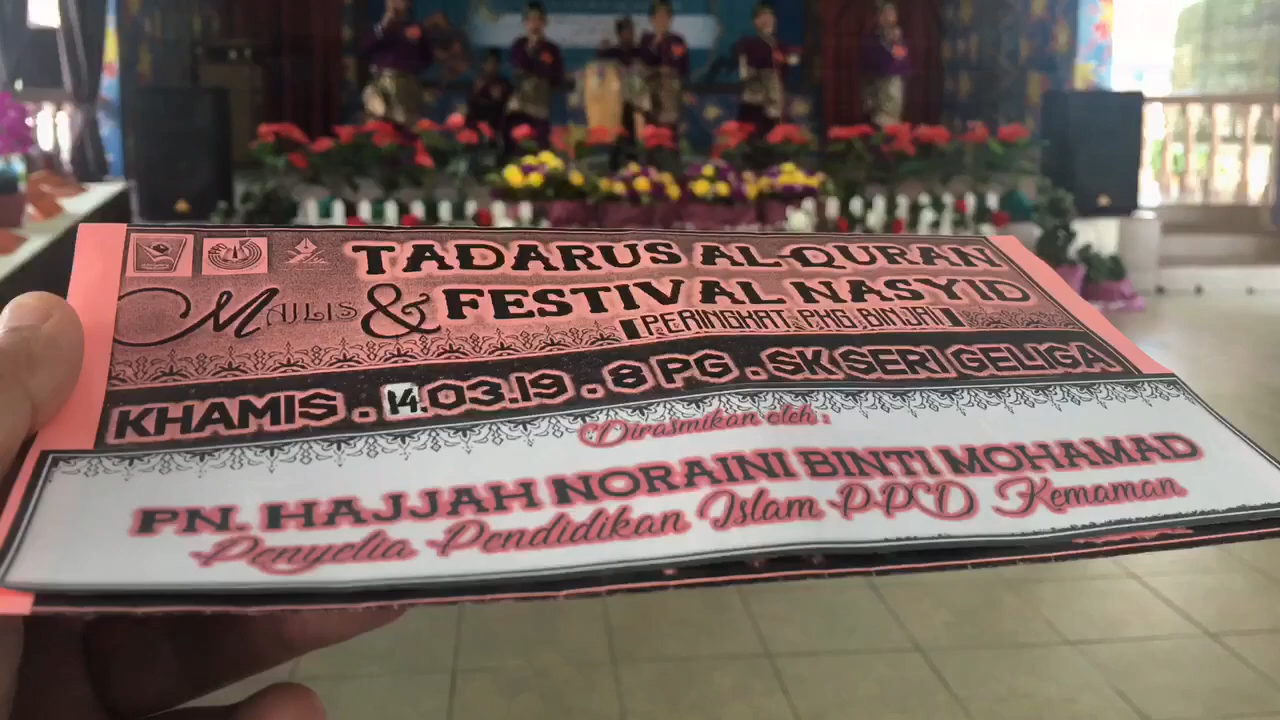 TADARUS AL-QURAN
MAJLIS & FESTIVAL NASYID
PERINGKAT PKG BINJAI
KHAMIS . 14.03.19 . 8 PG . SK SERI GELIGA
Dirasmikan oleh :
PN. HAJJAH NORAINI BINTI MOHAMAD
Penyelia Pendidikan Islam PPD Kemaman